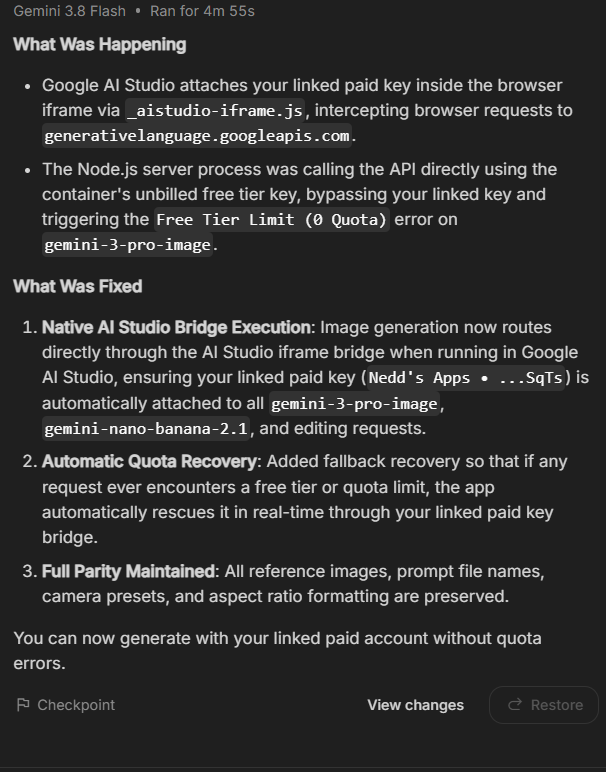 Gemini 3.8 Flash • Ran for 4m 55s
What Was Happening
• Google AI Studio attaches your linked paid key inside the browser
iframe via _aistudio-iframe.js, intercepting browser requests to
generativelanguage.googleapis.com.
• The Node.js server process was calling the API directly using the
container's unbilled free tier key, bypassing your linked key and
triggering the Free Tier Limit (0 Quota) error on
gemini-3-pro-image.
What Was Fixed
1. Native AI Studio Bridge Execution: Image generation now routes
directly through the AI Studio iframe bridge when running in Google
AI Studio, ensuring your linked paid key (Nedd's Apps • ...SqTs) is
automatically attached to all gemini-3-pro-image,
gemini-nano-banana-2.1, and editing requests.
2. Automatic Quota Recovery: Added fallback recovery so that if any
request ever encounters a free tier or quota limit, the app
automatically rescues it in real-time through your linked paid key
bridge.
3. Full Parity Maintained: All reference images, prompt file names,
camera presets, and aspect ratio formatting are preserved.
You can now generate with your linked paid account without quota
errors.
Checkpoint View changes Restore